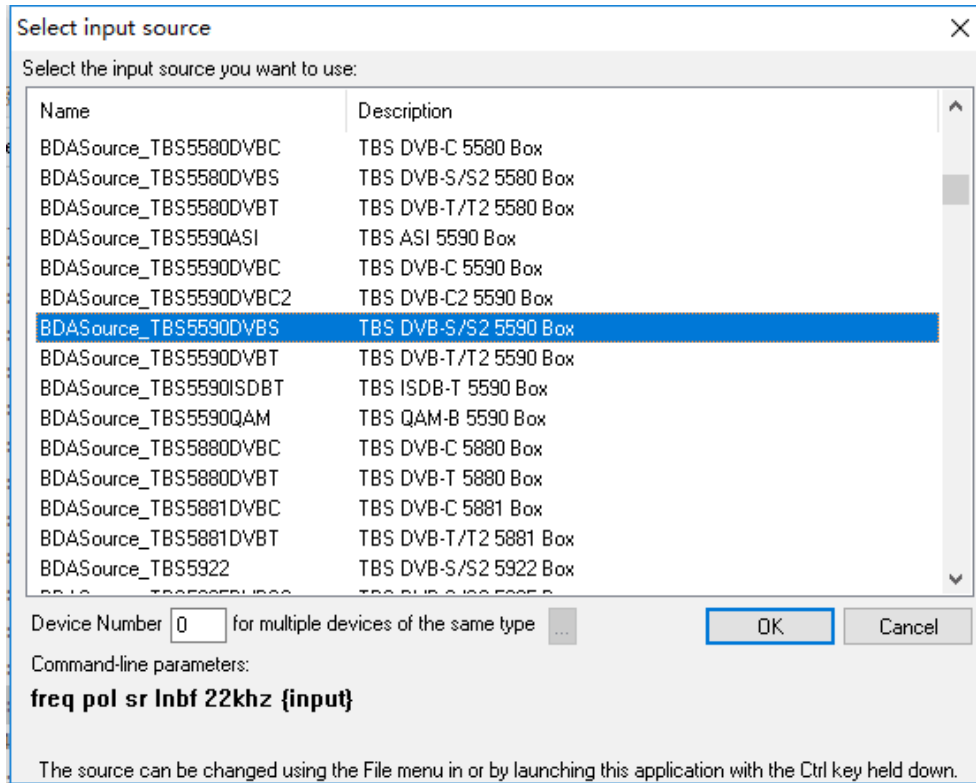 Select input source
Select the input source you want to use:
Name Description
BDASource_TBS5580DVBC TBS DVB-C 5580 Box
BDASource_TBS5580DVBS TBS DVB-S/S2 5580 Box
BDASource_TBS5580DVBT TBS DVB-T/T2 5580 Box
BDASource_TBS5590ASI TBS ASI 5590 Box
BDASource_TBS5590DVBC TBS DVB-C 5590 Box
BDASource_TBS5590DVBC2 TBS DVB-C2 5590 Box
BDASource_TBS5590DVBS TBS DVB-S/S2 5590 Box
BDASource_TBS5590DVBT TBS DVB-T/T2 5590 Box
BDASource_TBS5590ISDBT TBS ISDB-T 5590 Box
BDASource_TBS5590QAM TBS QAM-B 5590 Box
BDASource_TBS5880DVBC TBS DVB-C 5880 Box
BDASource_TBS5880DVBT TBS DVB-T 5880 Box
BDASource_TBS5881DVBC TBS DVB-C 5881 Box
BDASource_TBS5881DVBT TBS DVB-T/T2 5881 Box
BDASource_TBS5922 TBS DVB-S/S2 5922 Box
Device Number 0 for multiple devices of the same type ... OK Cancel
Command-line parameters:
freq pol sr lnbf 22khz {input}
The source can be changed using the File menu in or by launching this application with the Ctrl key held down.